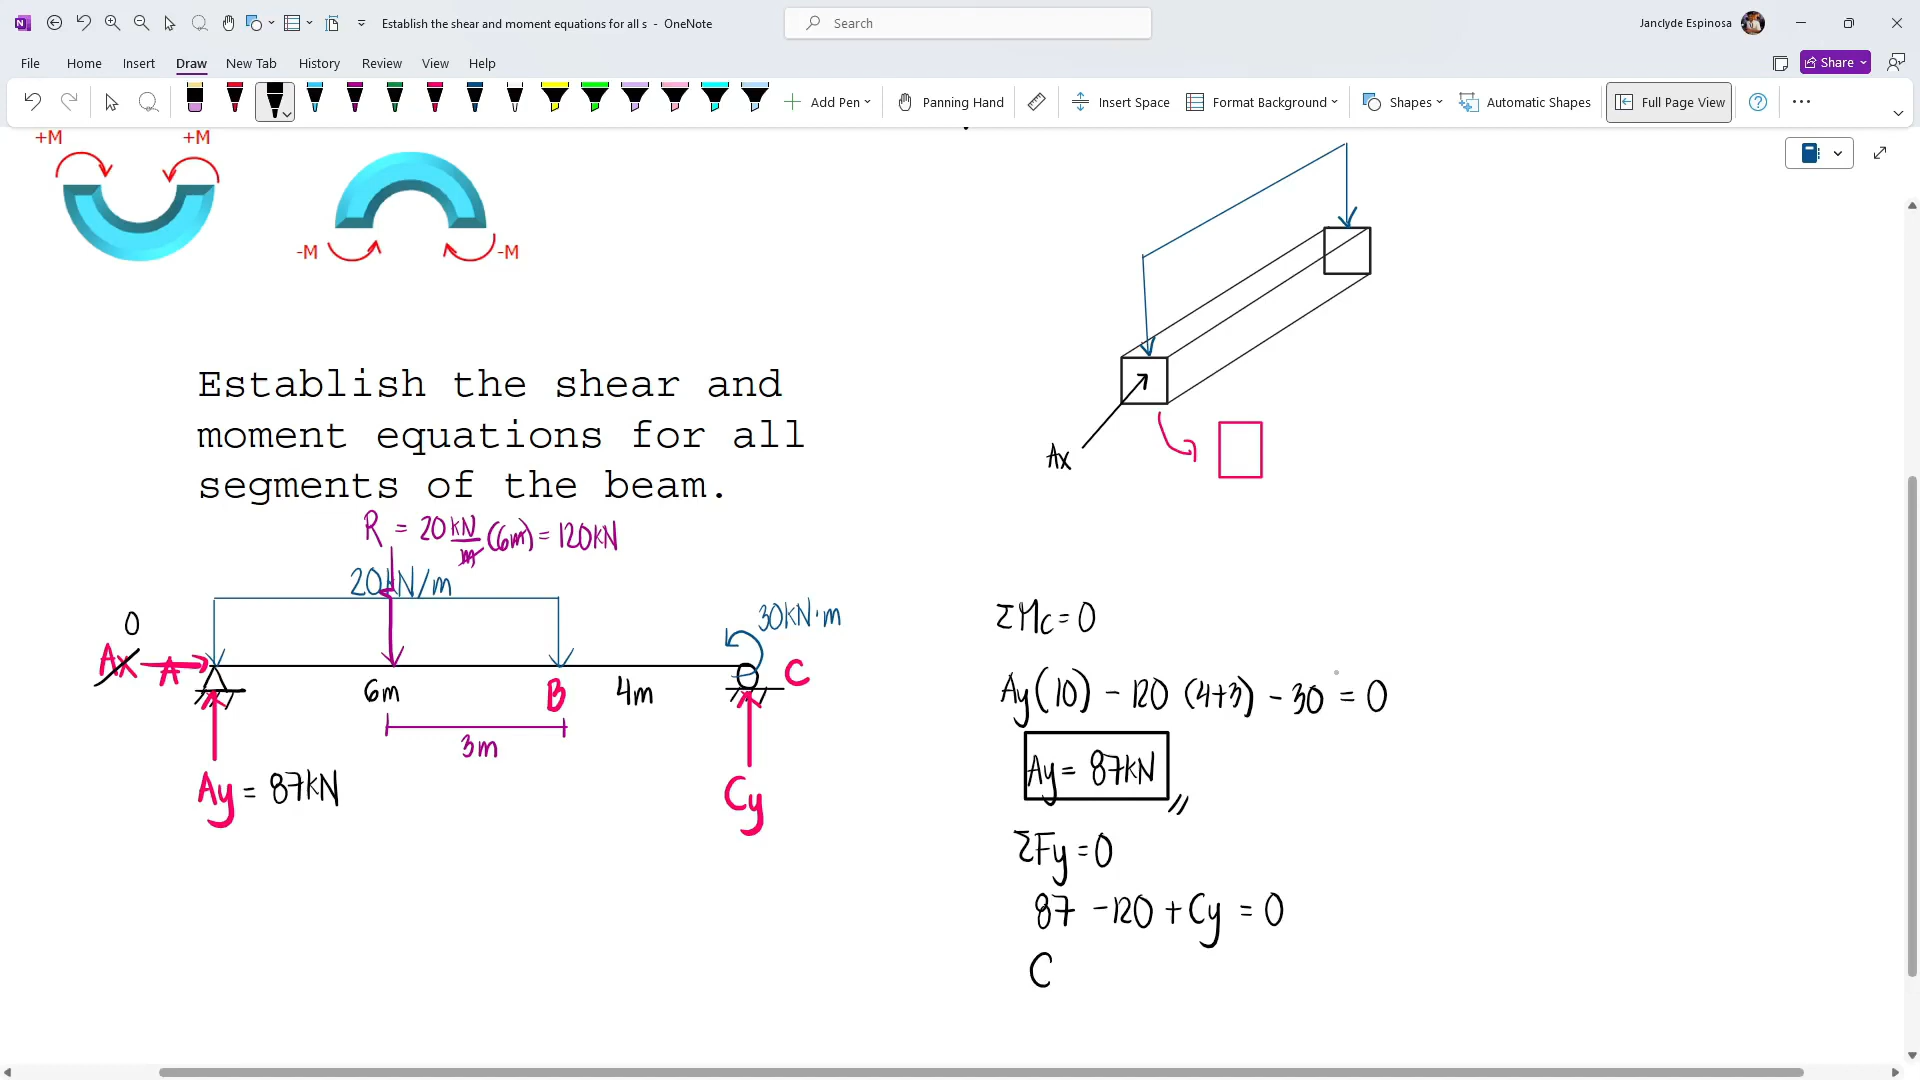 Establish the shear and moment equations for all s - OneNote
Search
Janclyde Espinosa
File Home Insert Draw New Tab History Review View Help
Share
Add Pen
Panning Hand
Insert Space
Format Background
Shapes
Automatic Shapes
Full Page View
+M +M
-M -M
Ax
Establish the shear and
moment equations for all
segments of the beam.
R = 20 kN/m (6m) = 120kN
20kN/m
30kN·m
0
Ax A
6m B 4m C
3m
Ay = 87kN
Cy
ΣMc = 0
Ay(10) - 120 (4+3) - 30 = 0
Ay = 87kN
ΣFy = 0
87 - 120 + Cy = 0
C